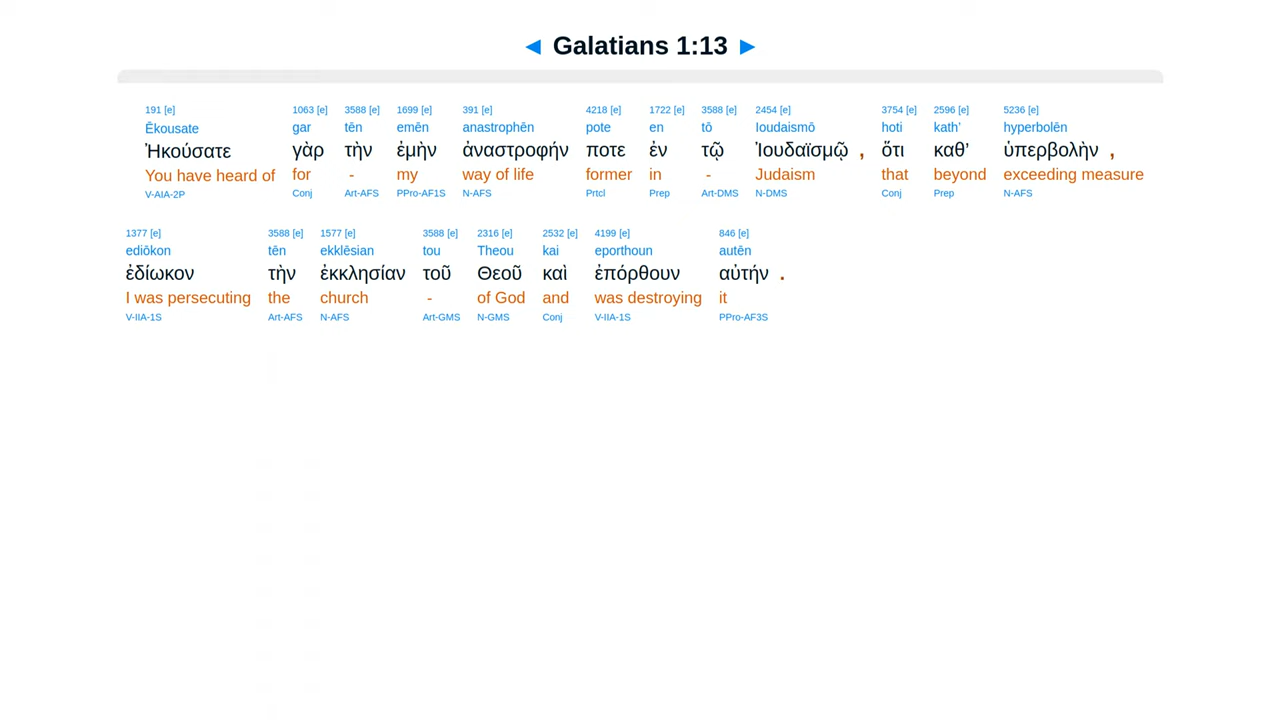 ◄ Galatians 1:13 ►
191 [e] 1063 [e] 3588 [e] 1699 [e] 391 [e] 4218 [e] 1722 [e] 3588 [e] 2454 [e] 3754 [e] 2596 [e] 5236 [e]
Ēkousate gar tēn emēn anastrophēn pote en tō Ioudaismō hoti kath’ hyperbolēn
Ἠκούσατε γὰρ τὴν ἐμὴν ἀναστροφήν ποτε ἐν τῷ Ἰουδαϊσμῷ , ὅτι καθ’ ὑπερβολὴν ,
You have heard of for - my way of life former in - Judaism that beyond exceeding measure
V-AIA-2P Conj Art-AFS PPro-AF1S N-AFS Prtcl Prep Art-DMS N-DMS Conj Prep N-AFS
1377 [e] 3588 [e] 1577 [e] 3588 [e] 2316 [e] 2532 [e] 4199 [e] 846 [e]
ediōkon tēn ekklēsian tou Theou kai eporthoun autēn
ἐδίωκον τὴν ἐκκλησίαν τοῦ Θεοῦ καὶ ἐπόρθουν αὐτήν .
I was persecuting the church - of God and was destroying it
V-IIA-1S Art-AFS N-AFS Art-GMS N-GMS Conj V-IIA-1S PPro-AF3S